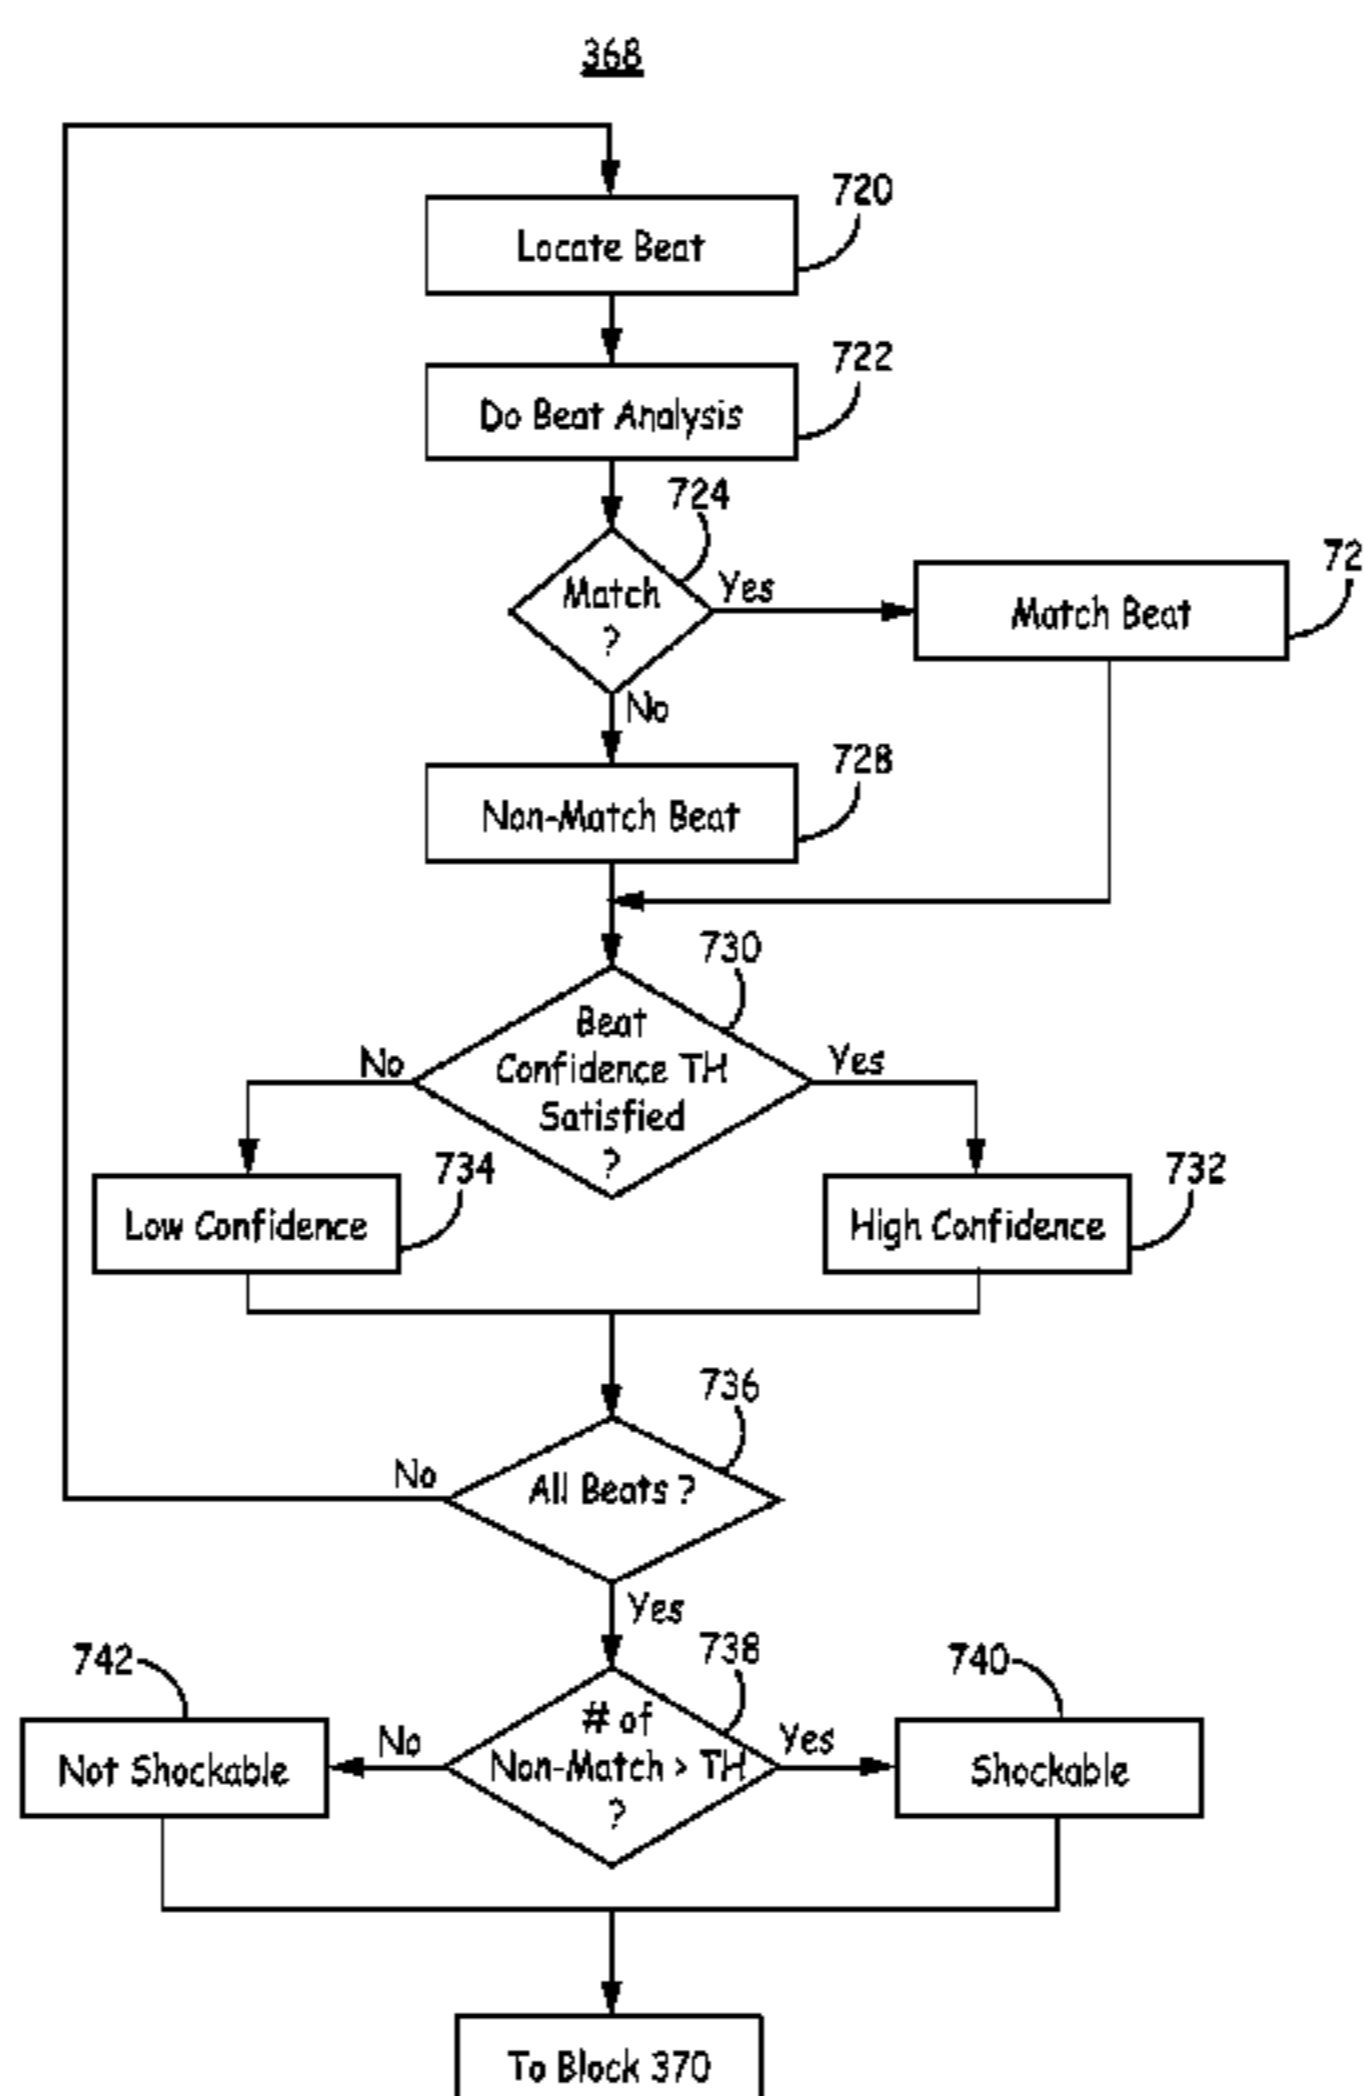 368
Locate Beat
720
Do Beat Analysis
722
724
Match
?
Yes
Match Beat
72
No
Non-Match Beat
728
730
Beat
Confidence TH
Satisfied
?
No
Yes
Low Confidence
734
High Confidence
732
736
All Beats ?
No
Yes
738
# of
Non-Match > TH
?
No
Yes
742
Not Shockable
740
Shockable
To Block 370